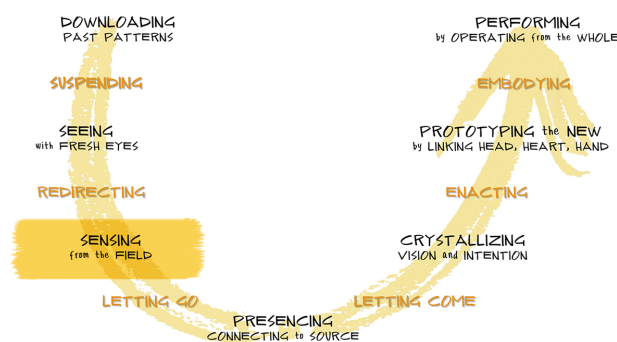 DOWNLOADING
PAST PATTERNS
SUSPENDING
SEEING
with FRESH EYES
REDIRECTING
SENSING
from the FIELD
LETTING GO
PRESENCING
CONNECTING to SOURCE
LETTING COME
CRYSTALLIZING
VISION and INTENTION
ENACTING
PROTOTYPING the NEW
by LINKING HEAD, HEART, HAND
EMBODYING
PERFORMING
by OPERATING from the WHOLE